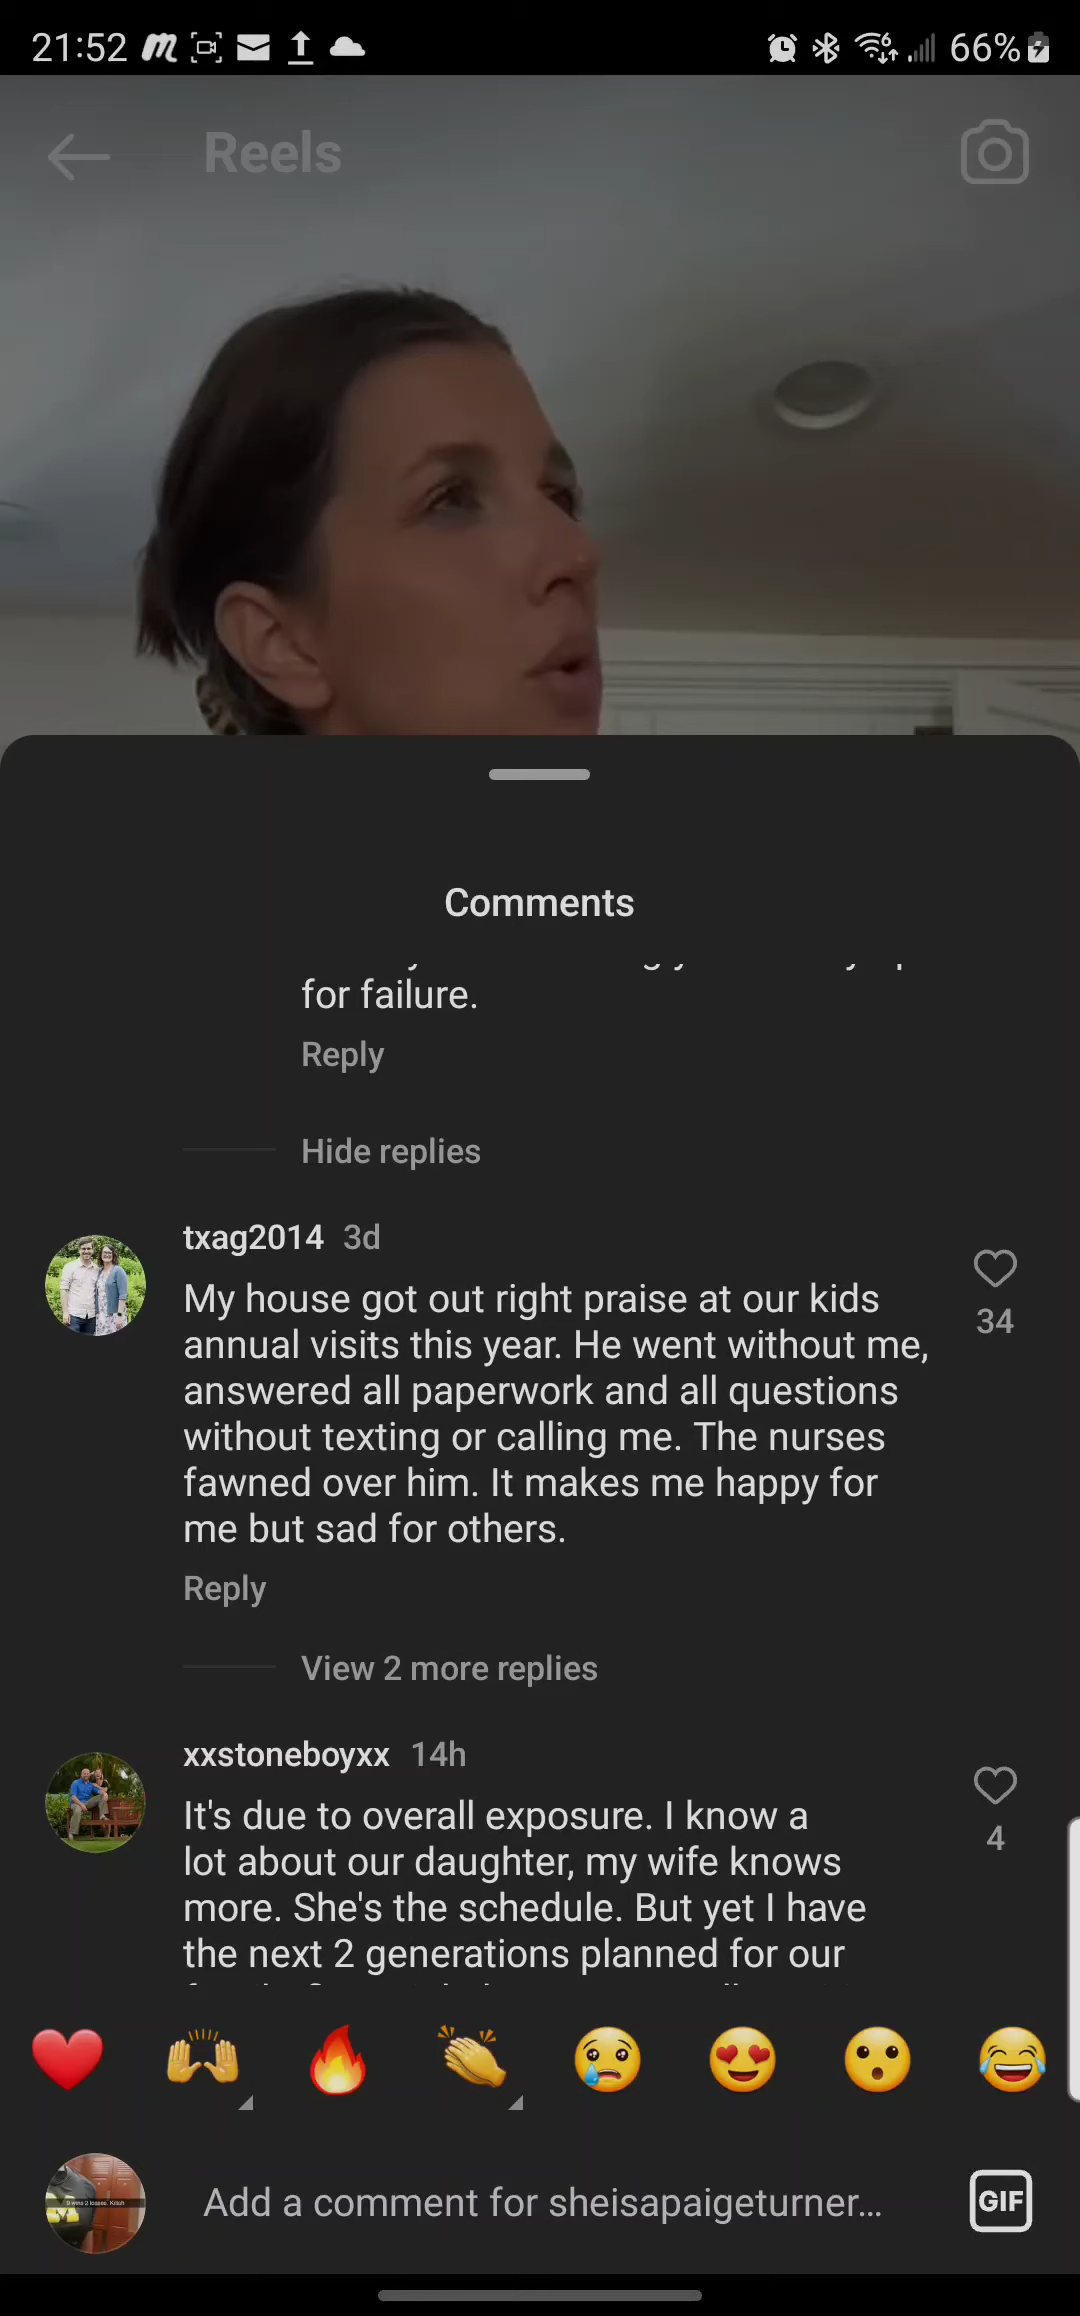 21:52
66%
Reels
Comments
for failure.
Reply
Hide replies
txag2014 3d
My house got out right praise at our kids
annual visits this year. He went without me,
answered all paperwork and all questions
without texting or calling me. The nurses
fawned over him. It makes me happy for
me but sad for others.
34
Reply
View 2 more replies
xxstoneboyxx 14h
It's due to overall exposure. I know a
lot about our daughter, my wife knows
more. She's the schedule. But yet I have
the next 2 generations planned for our
4
Add a comment for sheisapaigeturner...
GIF